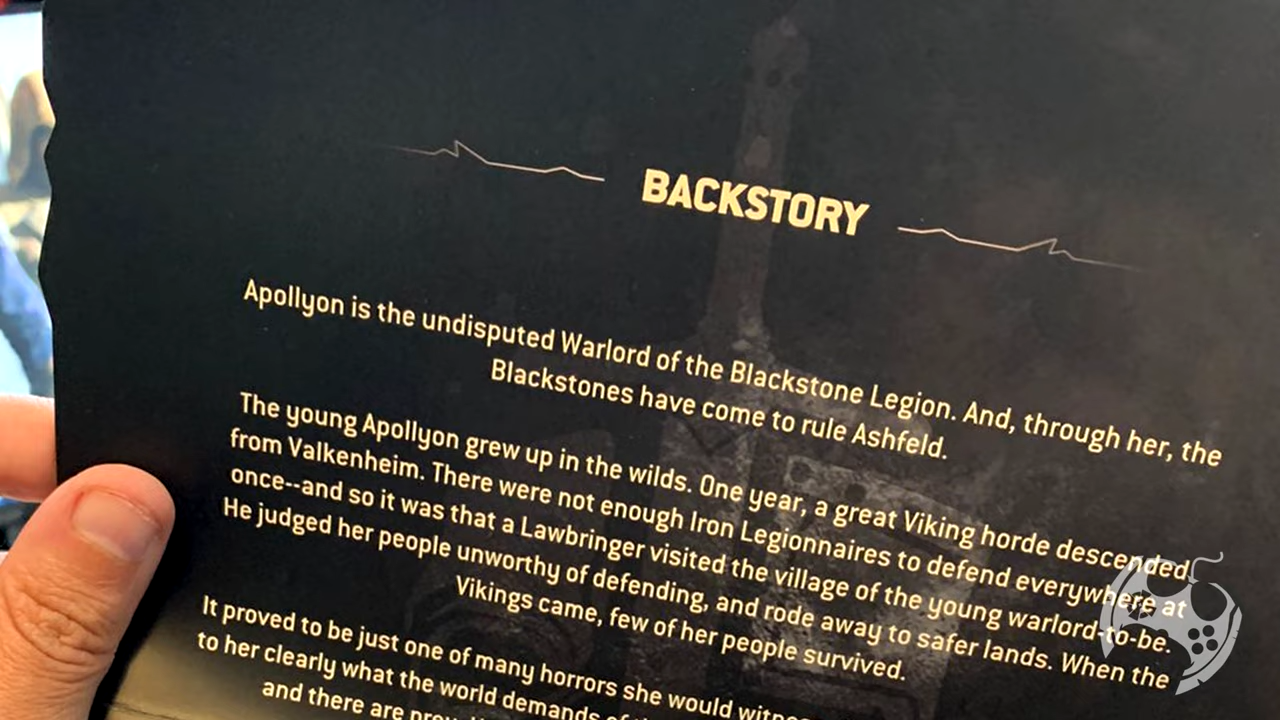 BACKSTORY
Apollyon is the undisputed Warlord of the Blackstone Legion. And, through her, the
Blackstones have come to rule Ashfeld.
The young Apollyon grew up in the wilds. One year, a great Viking horde descended
from Valkenheim. There were not enough Iron Legionnaires to defend everywhere at
once--and so it was that a Lawbringer visited the village of the young warlord-to-be.
He judged her people unworthy of defending, and rode away to safer lands. When the
Vikings came, few of her people survived.
It proved to be just one of many horrors she would
to her clearly what the world demands
and there are